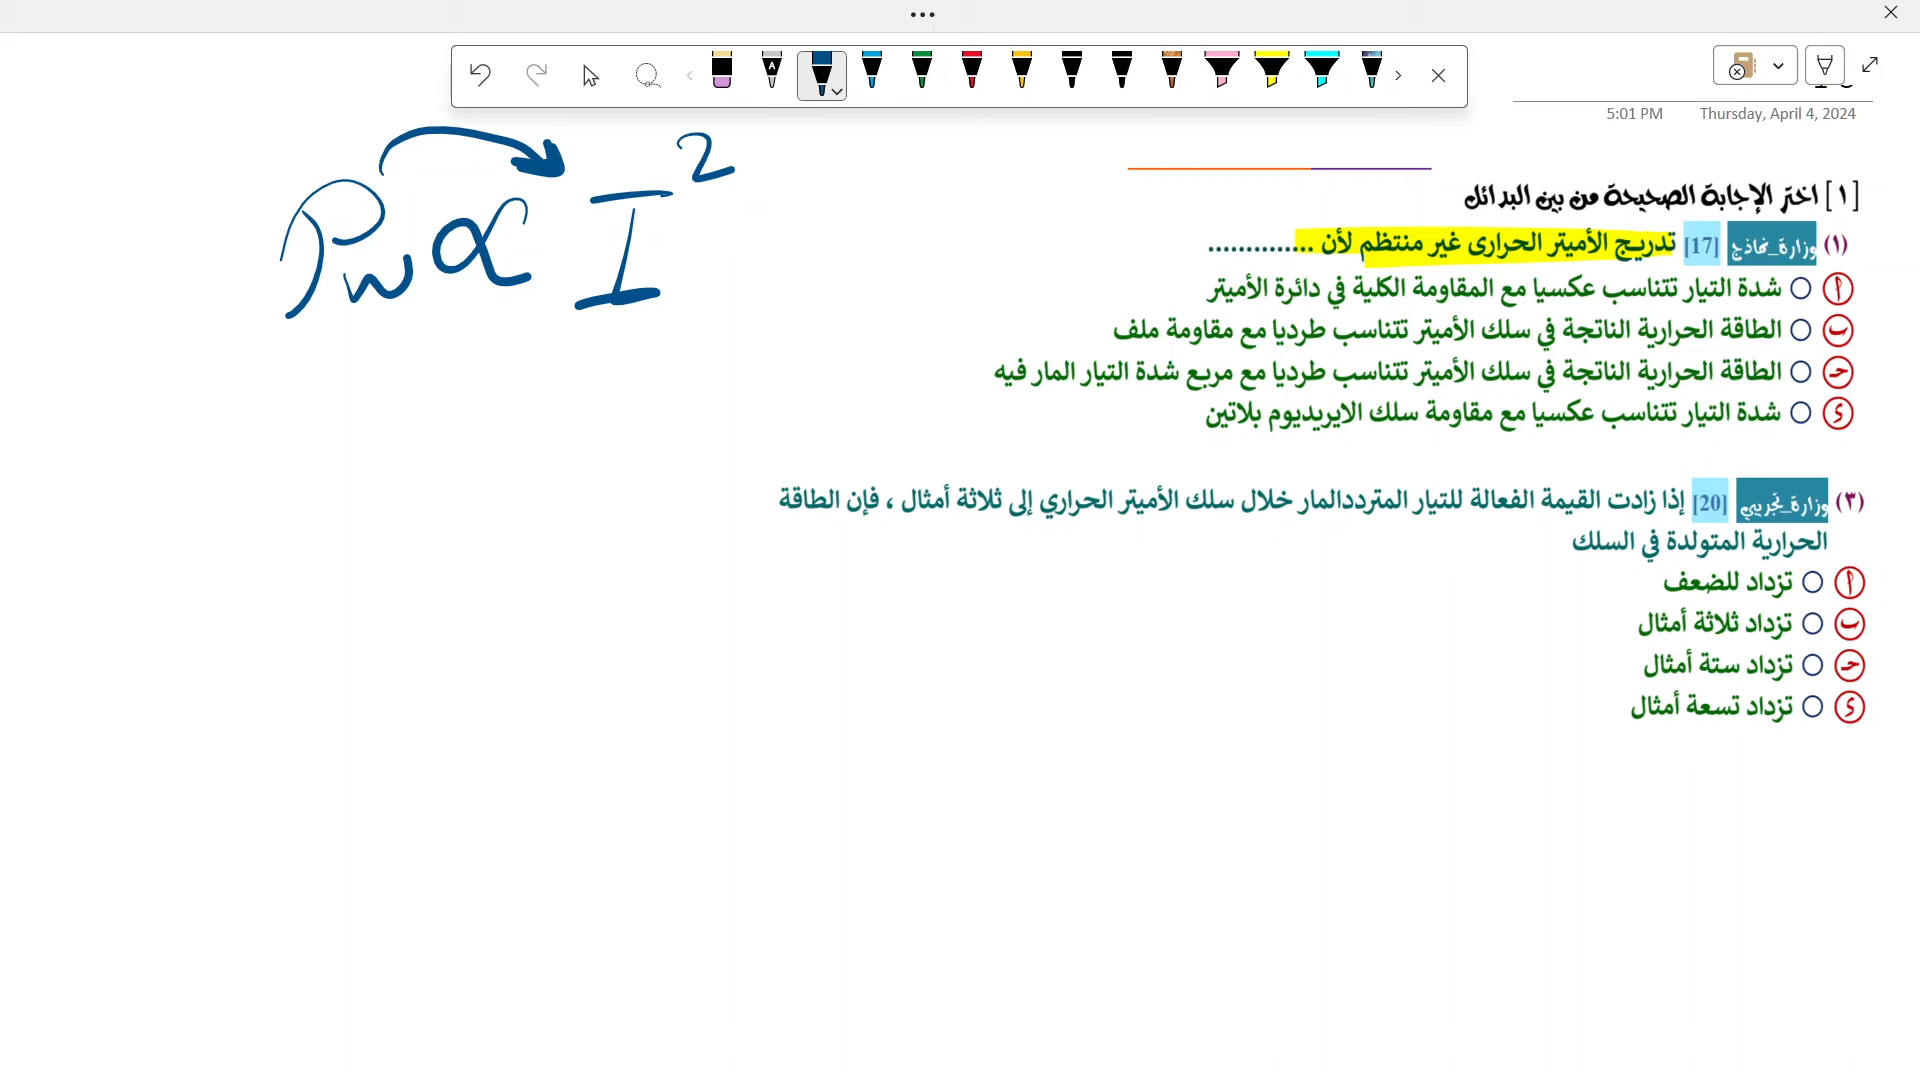 5:01 PM Thursday, April 4, 2024
Pw ∝ I²
[١] اختر الإجابة الصحيحة من بين البدائل
(١) وزارة_نماذج [17] تدريج الأميتر الحرارى غير منتظم لأن ..............
أ شدة التيار تتناسب عكسيا مع المقاومة الكلية في دائرة الأميتر
ب الطاقة الحرارية الناتجة في سلك الأميتر تتناسب طرديا مع مقاومة ملف
حـ الطاقة الحرارية الناتجة في سلك الأميتر تتناسب طرديا مع مربع شدة التيار المار فيه
ى شدة التيار تتناسب عكسيا مع مقاومة سلك الايريديوم بلاتين
(٣) وزارة_تجريبي [20] إذا زادت القيمة الفعالة للتيار المترددالمار خلال سلك الأميتر الحراري إلى ثلاثة أمثال ، فإن الطاقة
الحرارية المتولدة في السلك
أ تزداد للضعف
ب تزداد ثلاثة أمثال
حـ تزداد ستة أمثال
ى تزداد تسعة أمثال